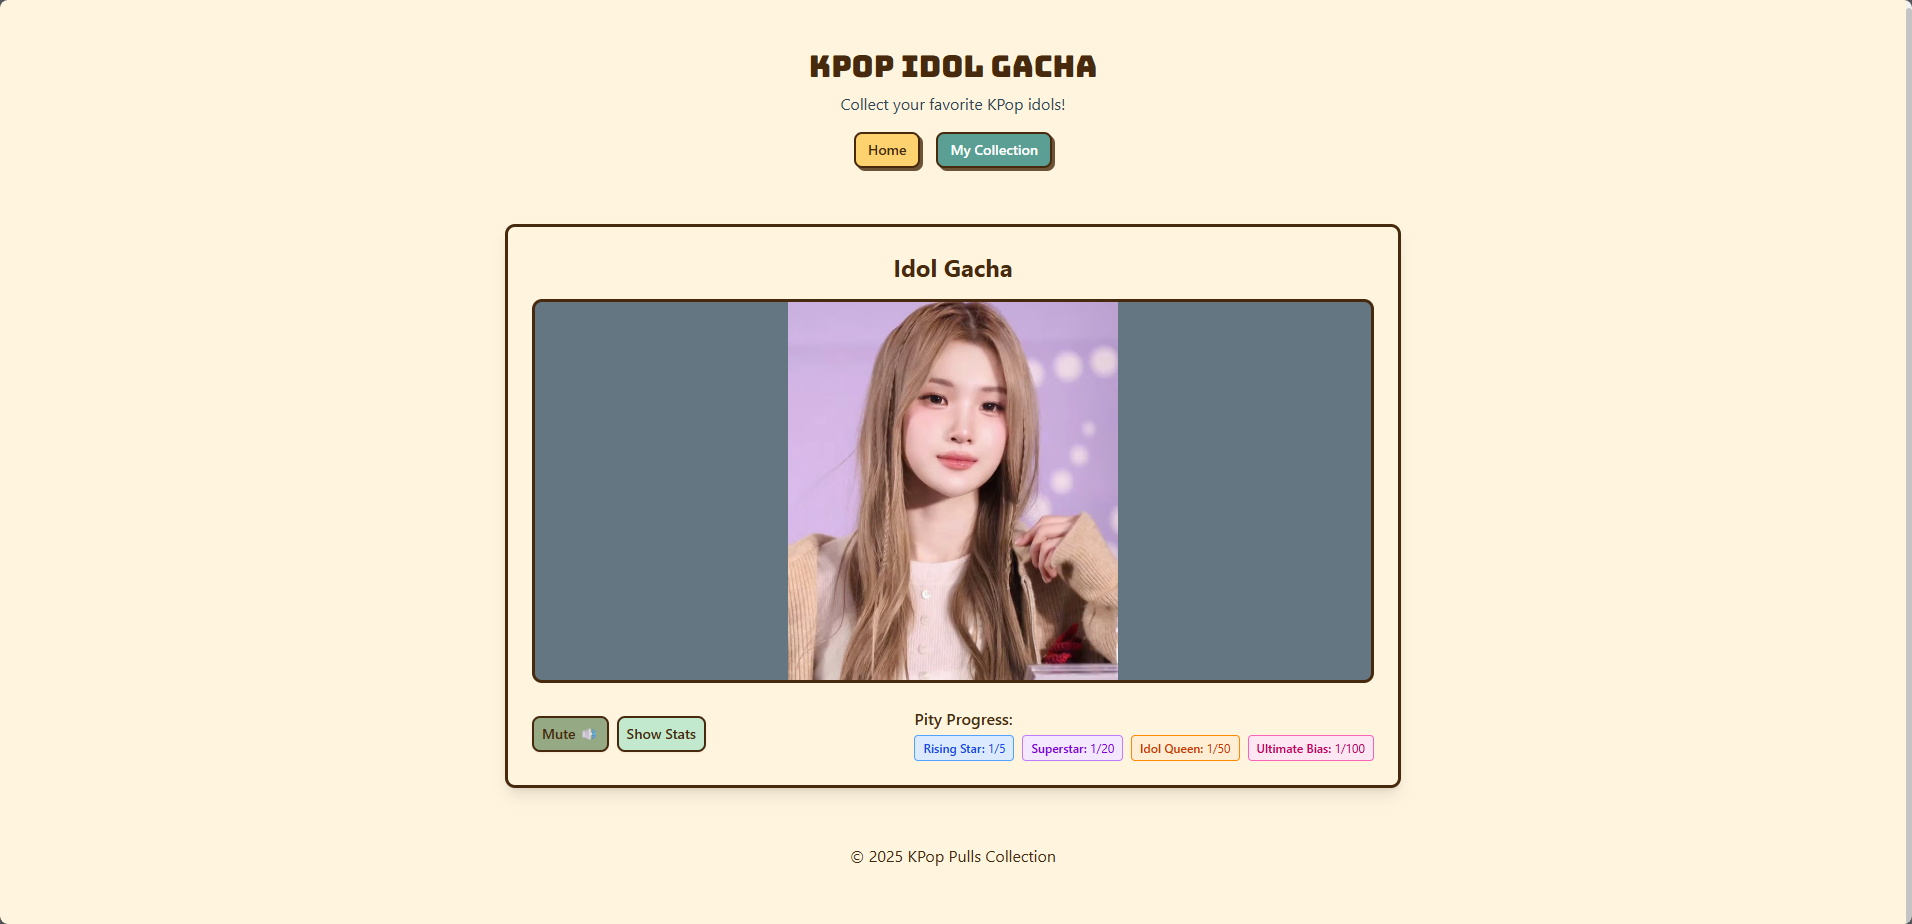 KPOP IDOL GACHA
Collect your favorite KPop idols!
Home
My Collection
Idol Gacha
Mute
Show Stats
Pity Progress:
Rising Star: 1/5
Superstar: 1/20
Idol Queen: 1/50
Ultimate Bias: 1/100
© 2025 KPop Pulls Collection